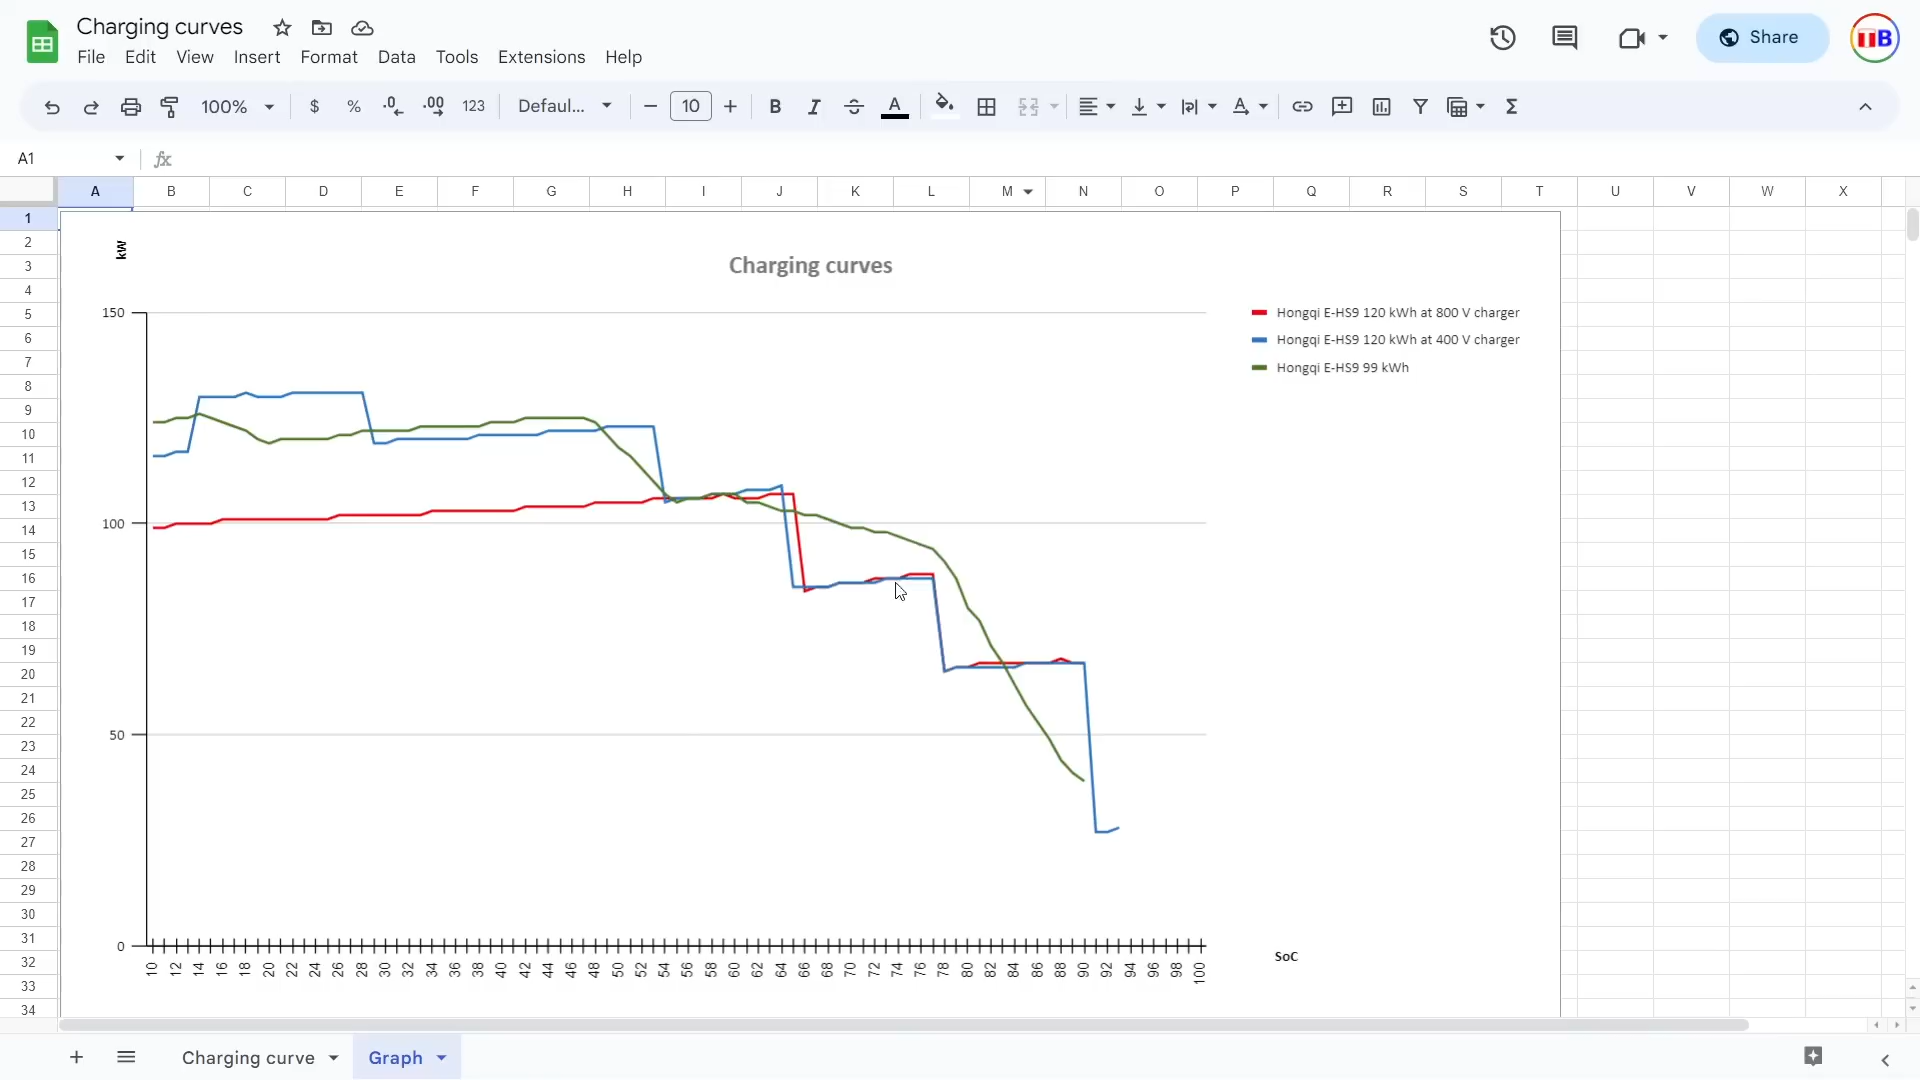 Charging curves
File Edit View Insert Format Data Tools Extensions Help
Share
TB
100% $ % .0 .00 123 Defaul... 10 B I A Σ
A1 fx
A B C D E F G H I J K L M N O P Q R S T U V W X
1
2
3
4
5
6
7
8
9
10
11
12
13
14
15
16
17
18
19
20
21
22
23
24
25
26
27
28
29
30
31
32
33
34
kW
Charging curves
150
100
50
0
Hongqi E-HS9 120 kWh at 800 V charger
Hongqi E-HS9 120 kWh at 400 V charger
Hongqi E-HS9 99 kWh
10 12 14 16 18 20 22 24 26 28 30 32 34 36 38 40 42 44 46 48 50 52 54 56 58 60 62 64 66 68 70 72 74 76 78 80 82 84 86 88 90 92 94 96 98 100
SoC
Charging curve Graph